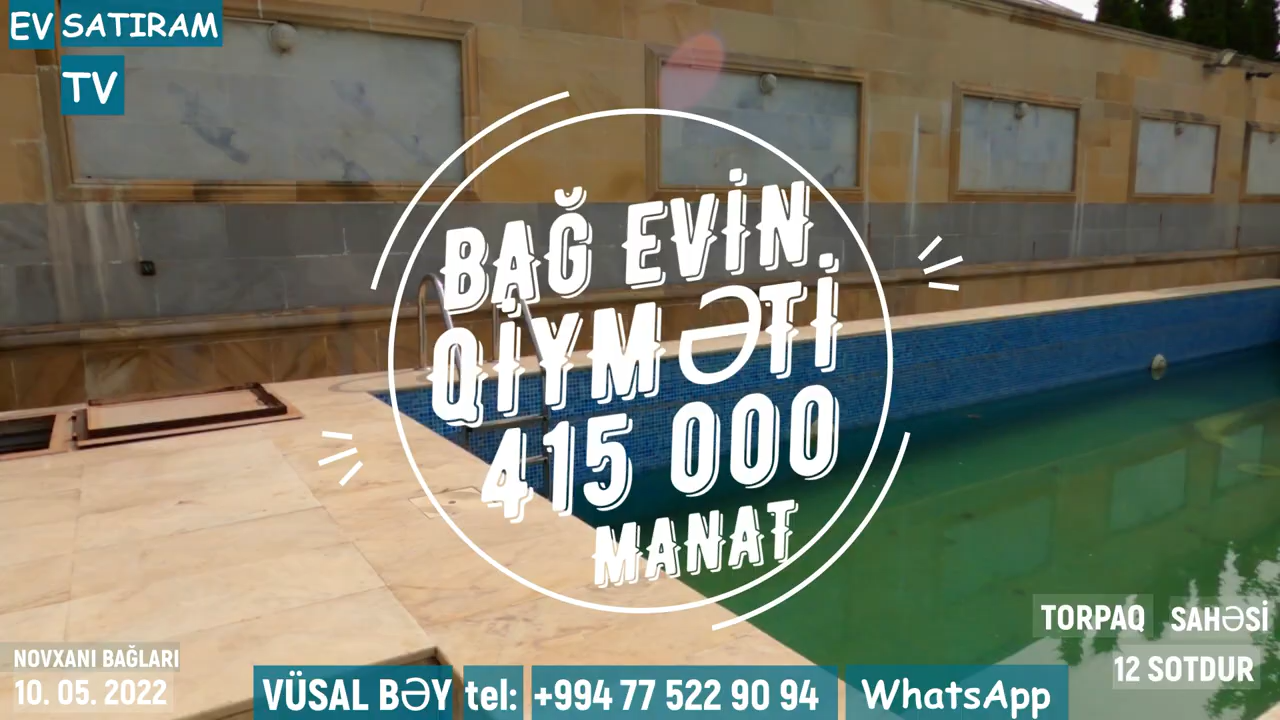 EV SATIRAM
TV
BAĞ EVİN
QİYMƏTİ
415 000
MANAT
TORPAQ SAHƏSİ
12 SOTDUR
NOVXANI BAĞLARI
10. 05. 2022
VÜSAL BƏY tel: +994 77 522 90 94 WhatsApp